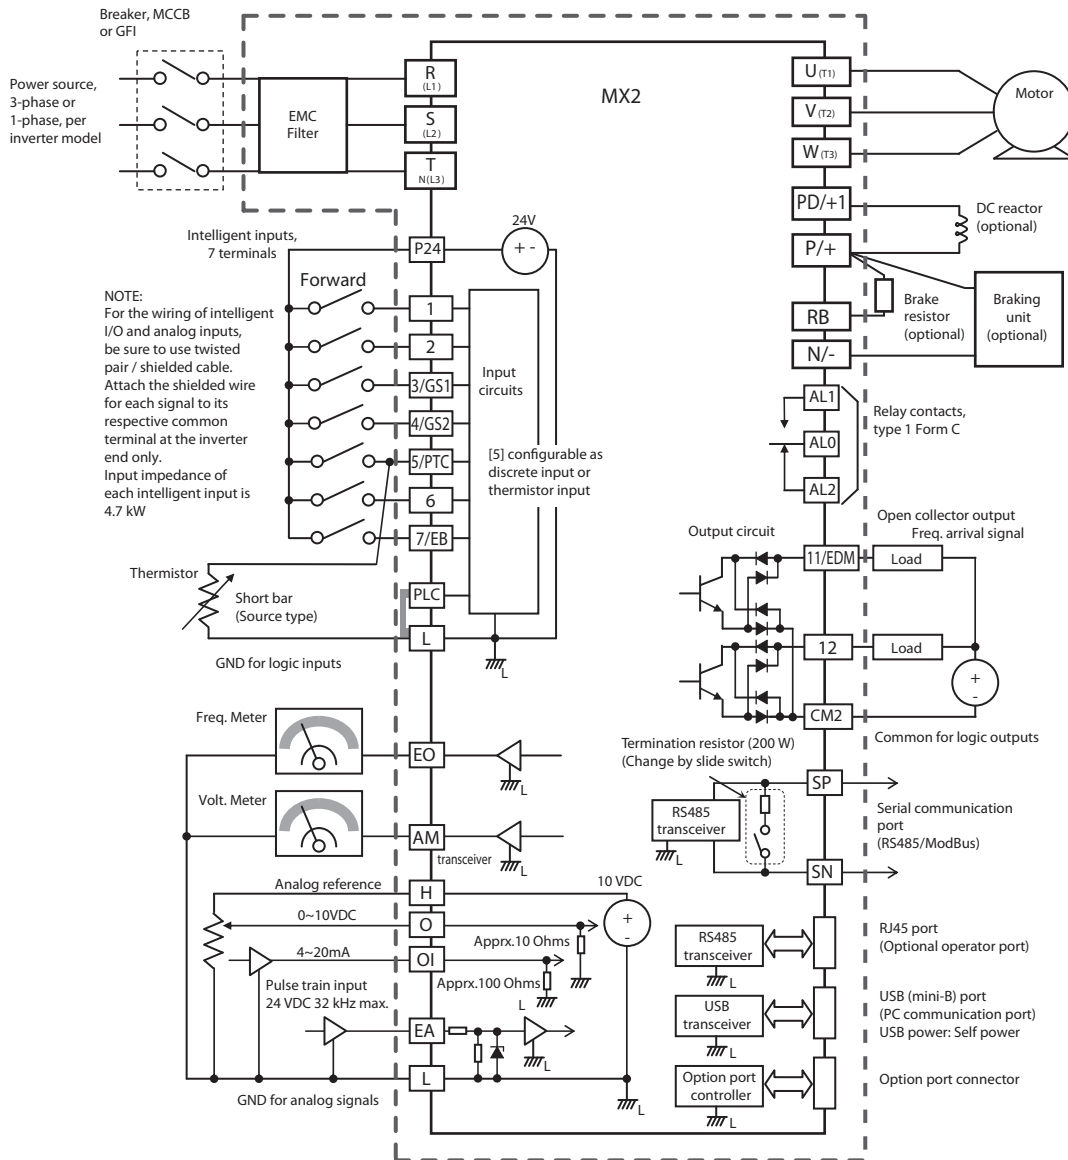 Breaker, MCCB
or GFI
Power source,
3-phase or
1-phase, per
inverter model
EMC
Filter
R
(L1)
S
(L2)
T
N(L3)
MX2
U (T1)
V (T2)
W (T3)
Motor
PD/+1
P/+
DC reactor
(optional)
RB
Brake
resistor
(optional)
Braking
unit
(optional)
N/-
Intelligent inputs,
7 terminals
P24
24V
+ -
Forward
NOTE:
For the wiring of intelligent
I/O and analog inputs,
be sure to use twisted
pair / shielded cable.
Attach the shielded wire
for each signal to its
respective common
terminal at the inverter
end only.
Input impedance of
each intelligent input is
4.7 kW
1
2
3/GS1
4/GS2
5/PTC
6
7/EB
PLC
L
Input
circuits
[5] configurable as
discrete input or
thermistor input
L
Thermistor
Short bar
(Source type)
GND for logic inputs
AL1
AL0
AL2
Relay contacts,
type 1 Form C
Output circuit
Open collector output
Freq. arrival signal
11/EDM
Load
12
Load
+
-
CM2
Common for logic outputs
Freq. Meter
EO
L
Volt. Meter
AM
transceiver
L
Termination resistor (200 W)
(Change by slide switch)
RS485
transceiver
L
SP
SN
Serial communication
port
(RS485/ModBus)
Analog reference
H
10 VDC
0~10VDC
O
+
-
Apprx.10 Ohms
4~20mA
OI
Apprx.100 Ohms
Pulse train input
24 VDC 32 kHz max.
EA
L
L
L
L
GND for analog signals
RS485
transceiver
L
RJ45 port
(Optional operator port)
USB
transceiver
L
USB (mini-B) port
(PC communication port)
USB power: Self power
Option port
controller
L
Option port connector